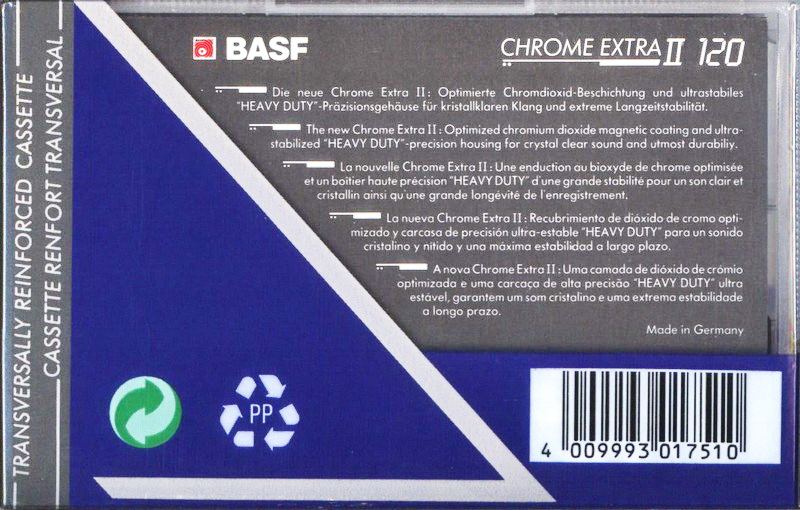 BASF
CHROME EXTRA II 120
Die neue Chrome Extra II: Optimierte Chromdioxid-Beschichtung und ultrastabiles
"HEAVY DUTY"-Präzisionsgehäuse für kristallklaren Klang und extreme Langzeitstabilität.
The new Chrome Extra II: Optimized chromium dioxide magnetic coating and ultra-
stabilized "HEAVY DUTY"-precision housing for crystal clear sound and utmost durabiliy.
La nouvelle Chrome Extra II: Une enduction au bioxyde de chrome optimisée
et un boîtier haute précision "HEAVY DUTY" d'une grande stabilité pour un son clair et
cristallin ainsi qu'une grande longévité de l'enregistrement.
La nueva Chrome Extra II: Recubrimiento de dióxido de cromo opti-
mizado y carcasa de precisión ultra-estable "HEAVY DUTY" para un sonido
cristalino y nítido y una máxima estabilidad a largo plazo.
A nova Chrome Extra II: Uma camada de dióxido de crómio
optimizada e uma carcaça de alta precisão "HEAVY DUTY" ultra
estável, garantem um som cristalino e uma extrema estabilidade
a longo prazo.
Made in Germany
TRANSVERSALLY REINFORCED CASSETTE
CASSETTE RENFORT TRANSVERSAL
PP
4 009993 017510